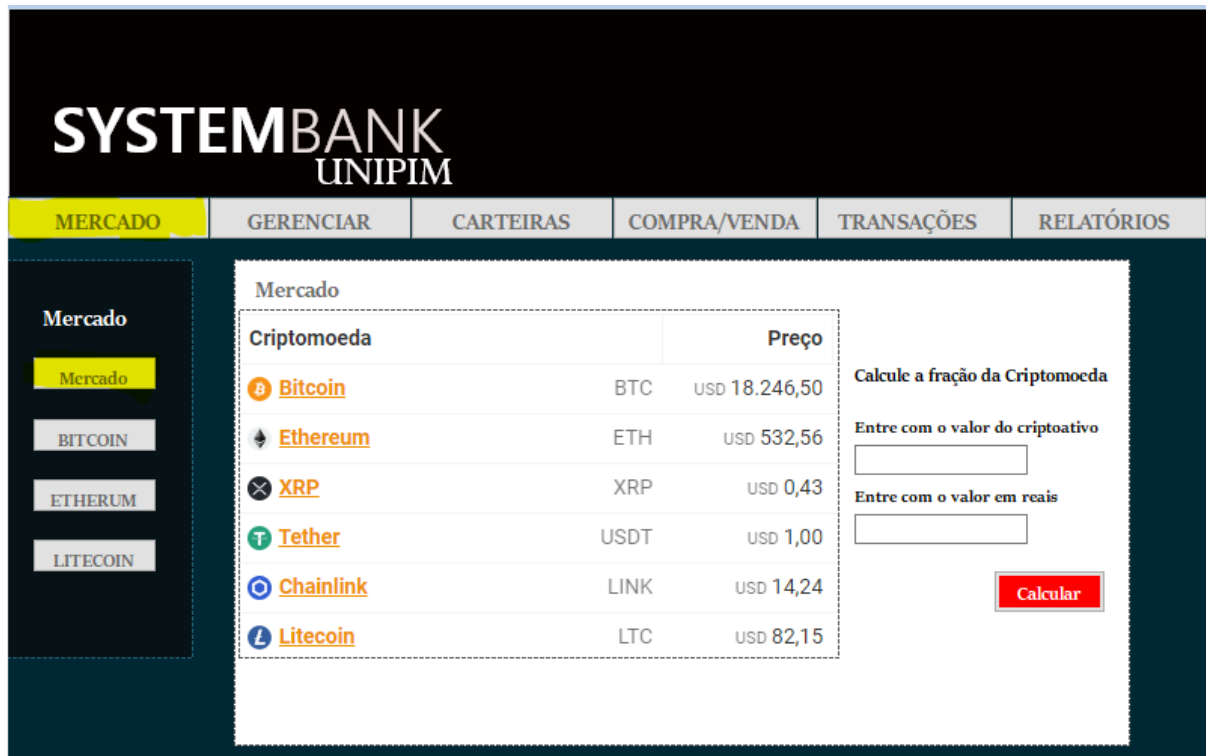 SYSTEMBANK
UNIPIM
MERCADO GERENCIAR CARTEIRAS COMPRA/VENDA TRANSAÇÕES RELATÓRIOS
Mercado
Mercado
BITCOIN
ETHERUM
LITECOIN
Mercado
Criptomoeda Preço
Bitcoin BTC USD 18.246,50
Ethereum ETH USD 532,56
XRP XRP USD 0,43
Tether USDT USD 1,00
Chainlink LINK USD 14,24
Litecoin LTC USD 82,15
Calcule a fração da Criptomoeda
Entre com o valor do criptoativo
Entre com o valor em reais
Calcular